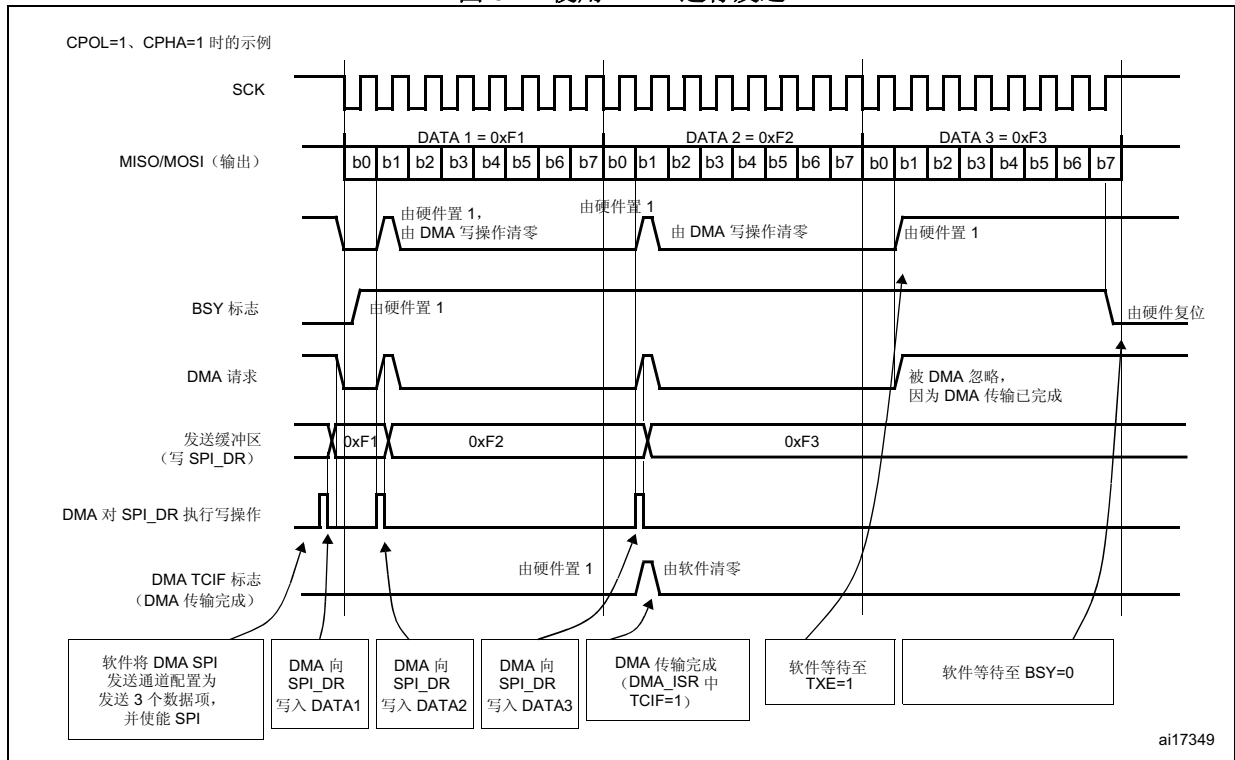 CPOL=1、CPHA=1 时的示例
SCK
DATA 1 = 0xF1
DATA 2 = 0xF2
DATA 3 = 0xF3
MISO/MOSI（输出）
b0 b1 b2 b3 b4 b5 b6 b7 b0 b1 b2 b3 b4 b5 b6 b7 b0 b1 b2 b3 b4 b5 b6 b7
由硬件置 1，
由 DMA 写操作清零
由硬件置 1
由 DMA 写操作清零
由硬件置 1
BSY 标志
由硬件置 1
由硬件复位
DMA 请求
被 DMA 忽略，
因为 DMA 传输已完成
发送缓冲区
（写 SPI_DR）
0xF1
0xF2
0xF3
DMA 对 SPI_DR 执行写操作
DMA TCIF 标志
（DMA 传输完成）
由硬件置 1
由软件清零
软件将 DMA SPI
发送通道配置为
发送 3 个数据项，
并使能 SPI
DMA 向
SPI_DR
写入 DATA1
DMA 向
SPI_DR
写入 DATA2
DMA 向
SPI_DR
写入 DATA3
DMA 传输完成
（DMA_ISR 中
TCIF=1）
软件等待至
TXE=1
软件等待至 BSY=0
ai17349